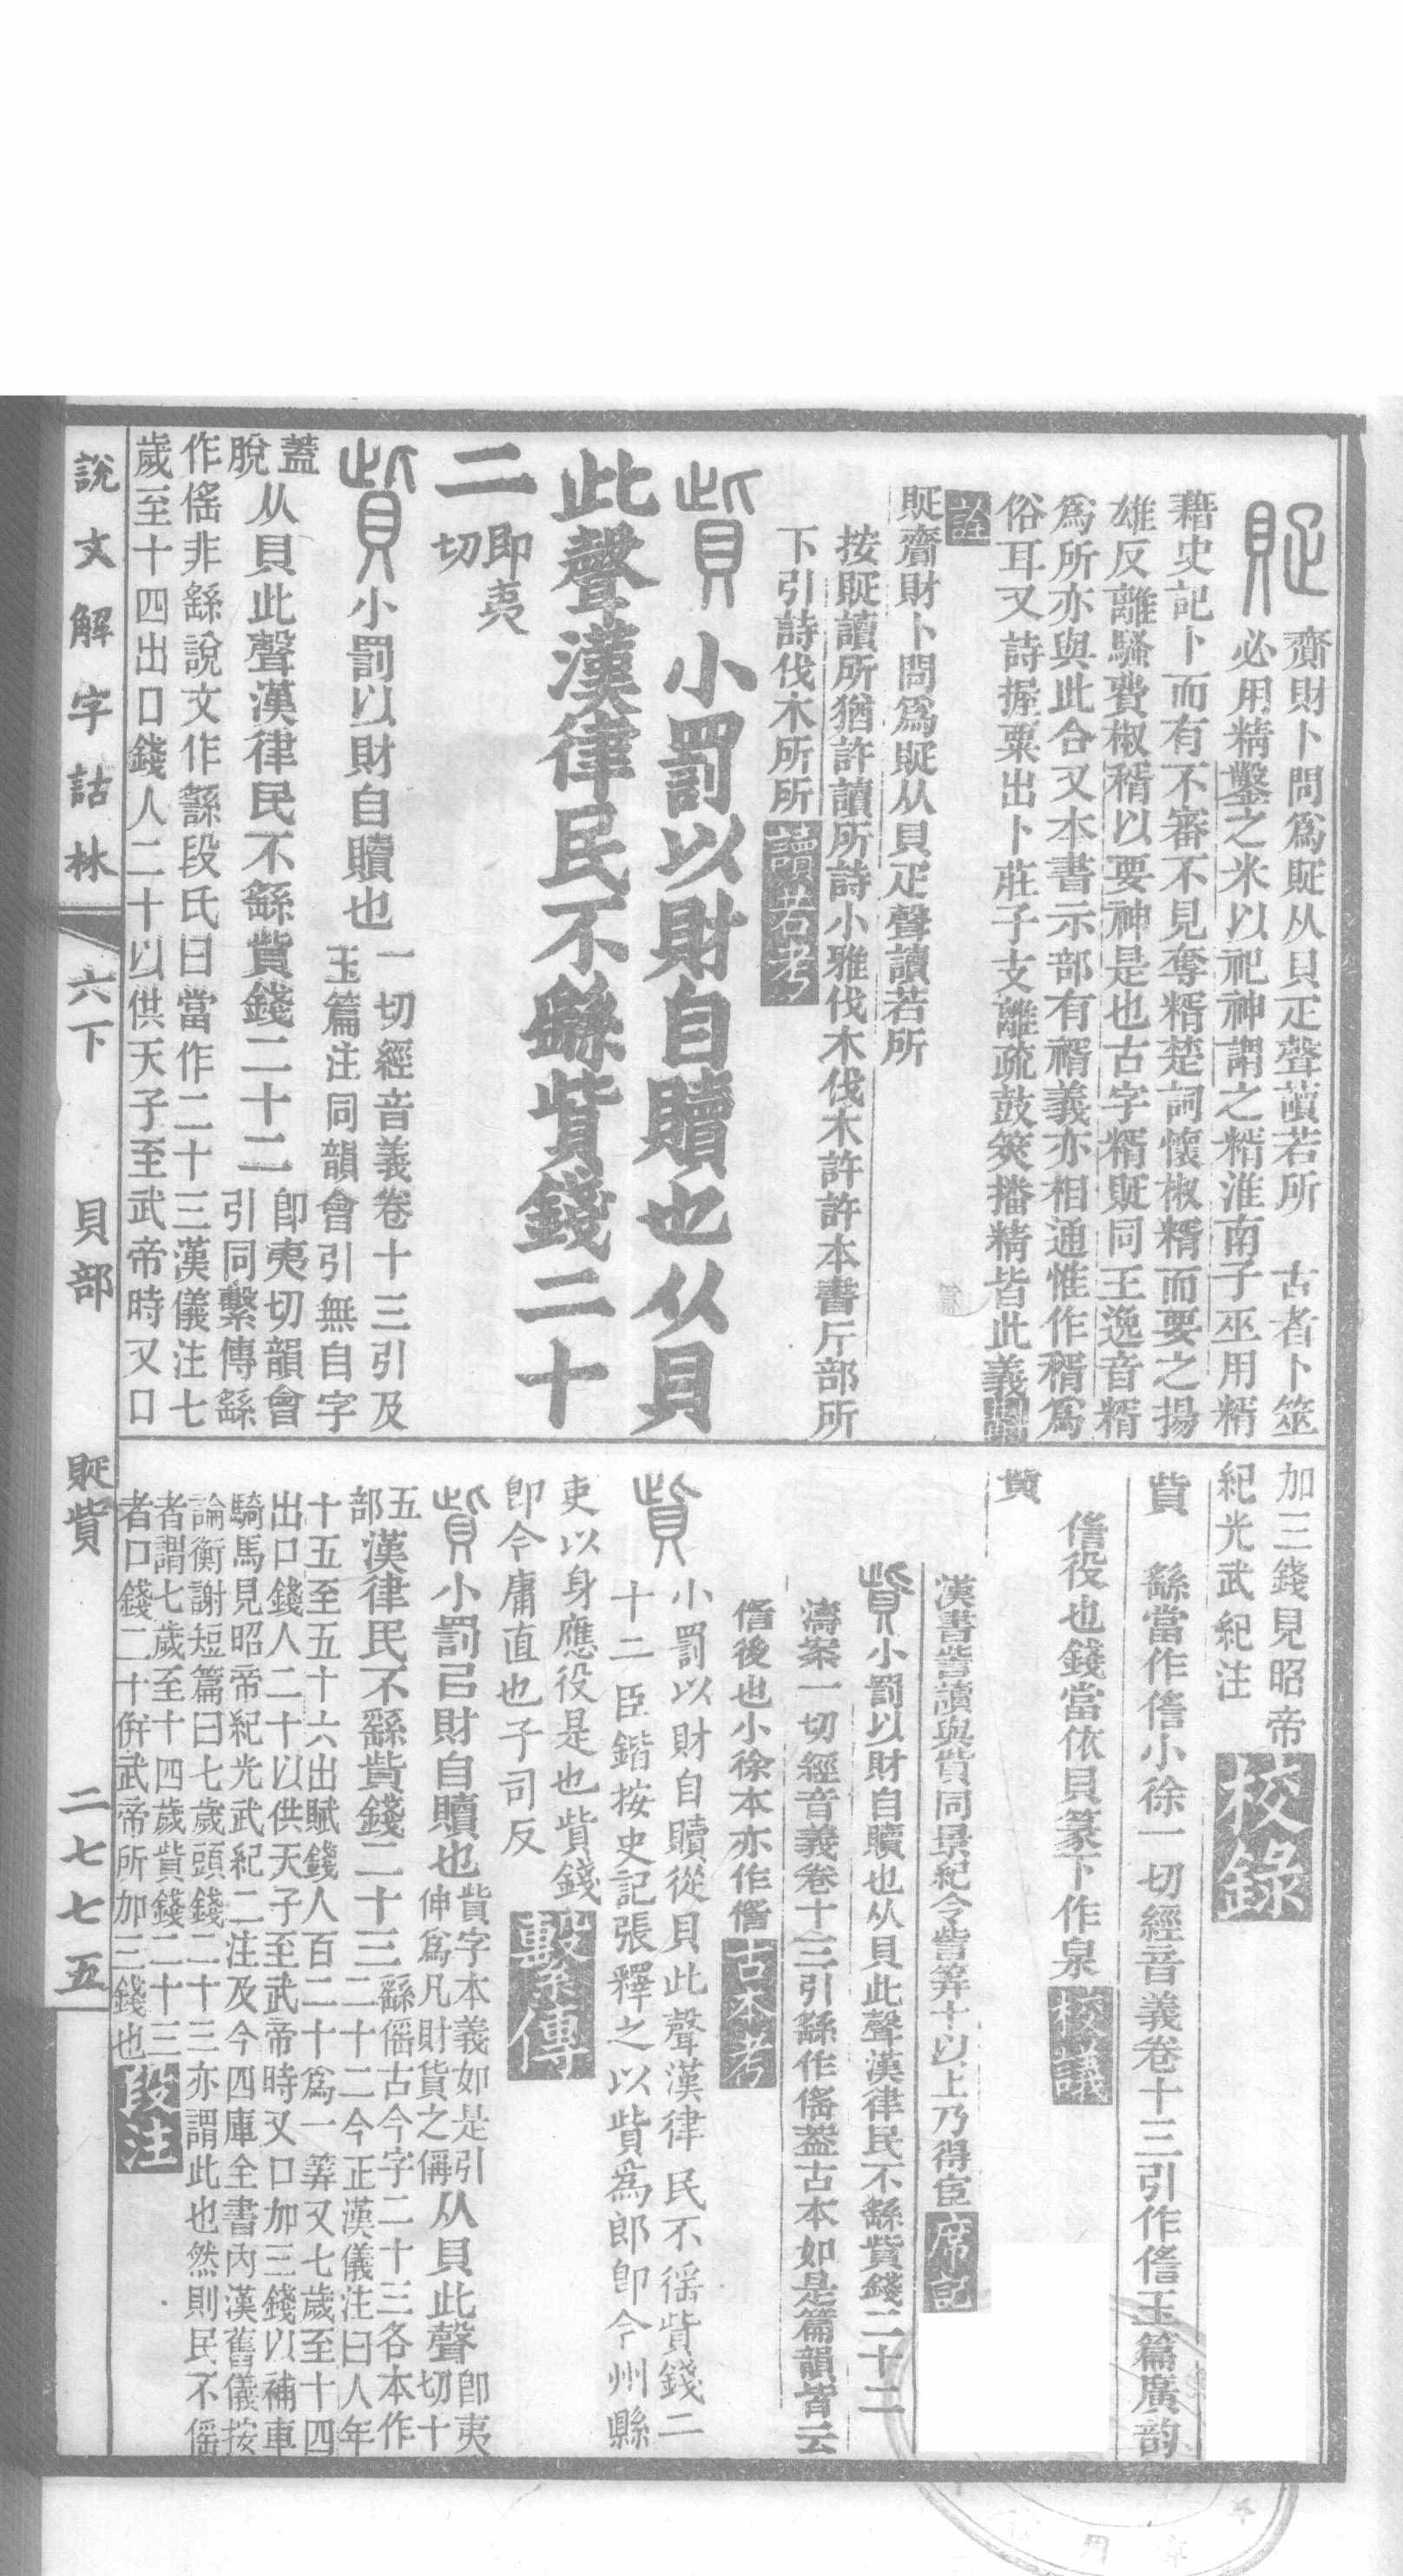 齎財卜問爲貶从貝疋聲讀若所　古者卜筮
必用精鑿之米以祀神謂之糈淮南子巫用糈
藉史記卜而有不審不見奪糈楚詞懷椒糈而要之揚
雄反離騷費椒稰以要神是也古字糈䝪同王逸音糈
爲所亦與此合又本書示部有禑義亦相通惟作稰爲
俗耳又詩握粟出卜莊子支離疏鼓筴播精皆此義
䝪齎財卜問爲䝪从貝疋聲讀若所
按䝪讀所猶許讀所詩小雅伐木伐木許許本書斤部所
下引詩伐木所所讀若考
小罰以財自贖也从貝
此聲漢律民不繇貲錢二十
二
即夷
切
小罰以財自贖也
一切經音義卷十三引及
玉篇注同韻會引無自字
蓋
脫
从貝此聲漢律民不繇貲錢二十二
卽夷切韻會
引同繫傳繇
作傜非繇說文作䌛段氏曰當作二十三漢儀注七
歲至十四出口錢人二十以供天子至武帝時又口
加三錢見昭帝
紀光武紀注校錄
貲　繇當作傜小徐一切經音義卷十三引作傜玉篇廣韵
傜役也錢當依貝篆下作泉校議
貲
漢書訾讀與貲同景紀今訾筭十以上乃得宦席記
小罰以財自贖也从貝此聲漢律民不繇貲錢二十二
濤案一切經音義卷十三引繇作傜葢古本如是篇韻皆云
傜後也小徐本亦作傜古本考
小罰以財自贖從貝此聲漢律民不徭貲錢二
十二臣鍇按史記張釋之以貲爲郎卽今州縣
吏以身應役是也貲錢
卽今庸直也子司反
繫傳
小罰㠯財自贖也
貲字本義如是引
伸爲凡財貨之偁
从貝此聲
卽夷
切十
五
部
漢律民不䌛貲錢二十三
䌛傜古今字二十三各本作
二十二今正漢儀注曰人年
十五至五十六出賦錢人百二十爲一筭又七歲至十四
出口錢人二十以供天子至武帝時又口加三錢以補車
騎馬見昭帝紀光武紀二注及今四庫全書內漢舊儀按
論衡謝短篇曰七歲頭錢二十三亦謂此也然則民不傜
者謂七歲至十四歲貲錢二十三
者口錢二十倂武帝所加三錢也段注
說文解字詁林　六下　貝部　䝪貲　二七七五